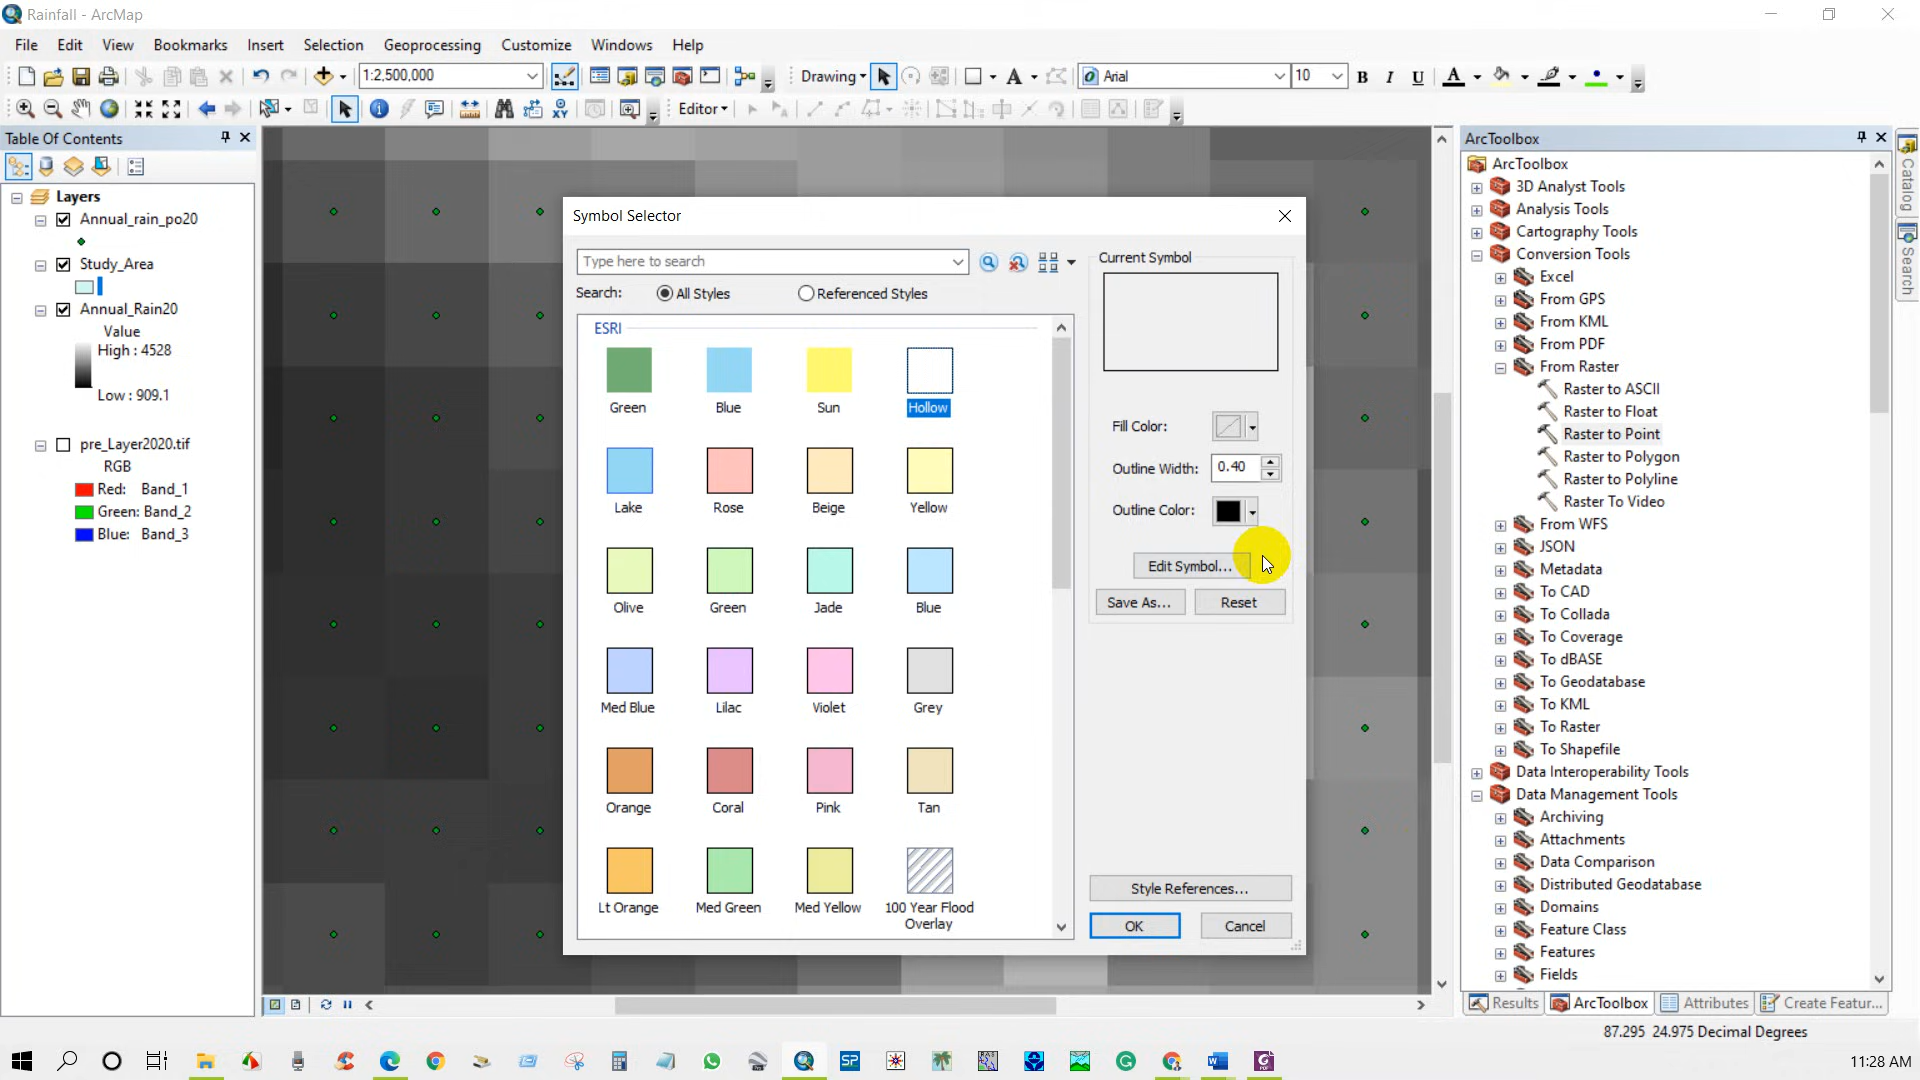 Rainfall - ArcMap
File Edit View Bookmarks Insert Selection Geoprocessing Customize Windows Help
1:2,500,000 Drawing Arial 10 B I U A
Editor
Table Of Contents
Layers
Annual_rain_po20
Study_Area
Annual_Rain20
Value
High : 4528
Low : 909.1
pre_Layer2020.tif
RGB
Red: Band_1
Green: Band_2
Blue: Band_3
Symbol Selector
Type here to search
Search: All Styles Referenced Styles
ESRI
Green Blue Sun Hollow
Lake Rose Beige Yellow
Olive Green Jade Blue
Med Blue Lilac Violet Grey
Orange Coral Pink Tan
Lt Orange Med Green Med Yellow 100 Year Flood
Overlay
Current Symbol
Fill Color:
Outline Width: 0.40
Outline Color:
Edit Symbol...
Save As... Reset
Style References...
OK Cancel
ArcToolbox
ArcToolbox
3D Analyst Tools
Analysis Tools
Cartography Tools
Conversion Tools
Excel
From GPS
From KML
From PDF
From Raster
Raster to ASCII
Raster to Float
Raster to Point
Raster to Polygon
Raster to Polyline
Raster To Video
From WFS
JSON
Metadata
To CAD
To Collada
To Coverage
To dBASE
To Geodatabase
To KML
To Raster
To Shapefile
Data Interoperability Tools
Data Management Tools
Archiving
Attachments
Data Comparison
Distributed Geodatabase
Domains
Feature Class
Features
Fields
Results ArcToolbox Attributes Create Featur...
Catalog
Search
87.295 24.975 Decimal Degrees
11:28 AM